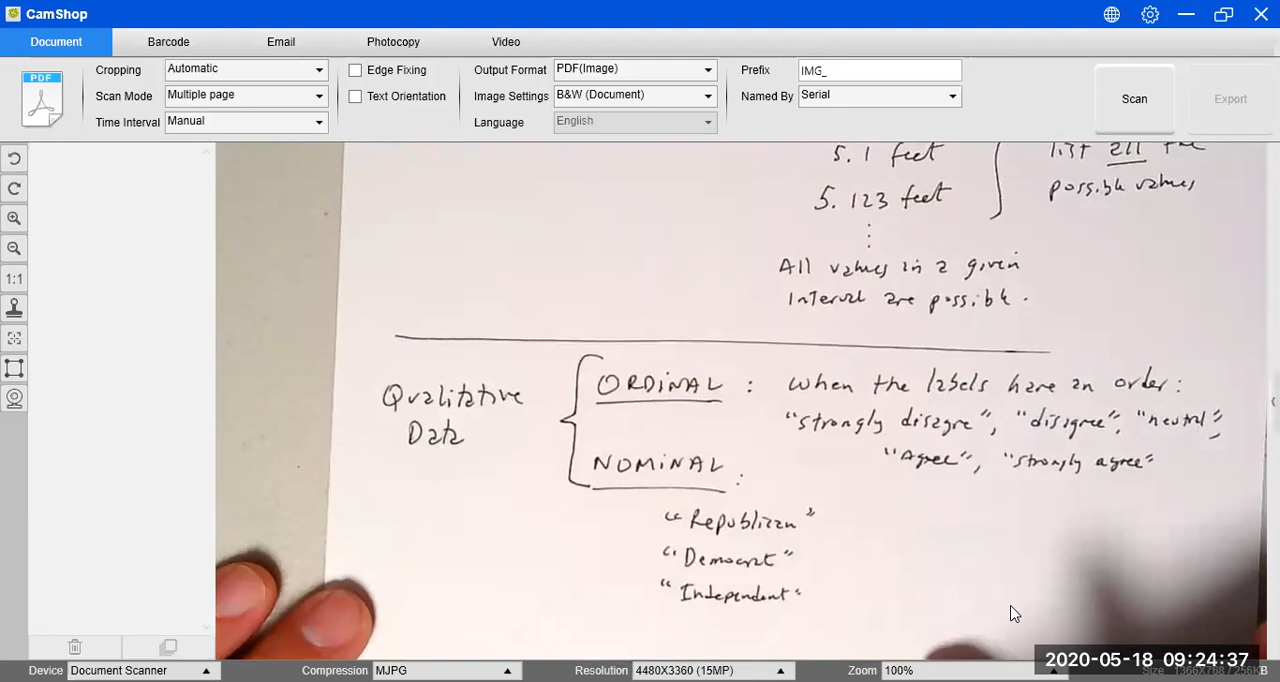 CamShop
Document Barcode Email Photocopy Video
PDF
Cropping Automatic
Scan Mode Multiple page
Time Interval Manual
Edge Fixing
Text Orientation
Output Format PDF(Image)
Image Settings B&W (Document)
Language English
Prefix IMG_
Named By Serial
Scan
Export
1:1
5.1 feet
5.123 feet
list all the
possible values
All values in a given
interval are possible.
Qualitative
Data
ORDINAL : When the labels have an order:
"strongly disagre", "disagree", "neutral",
"Agree", "strongly agree"
NOMINAL :
"Republican"
"Democrat"
"Independent"
2020-05-18 09:24:37
Device Document Scanner Compression MJPG Resolution 4480X3360 (15MP) Zoom 100%